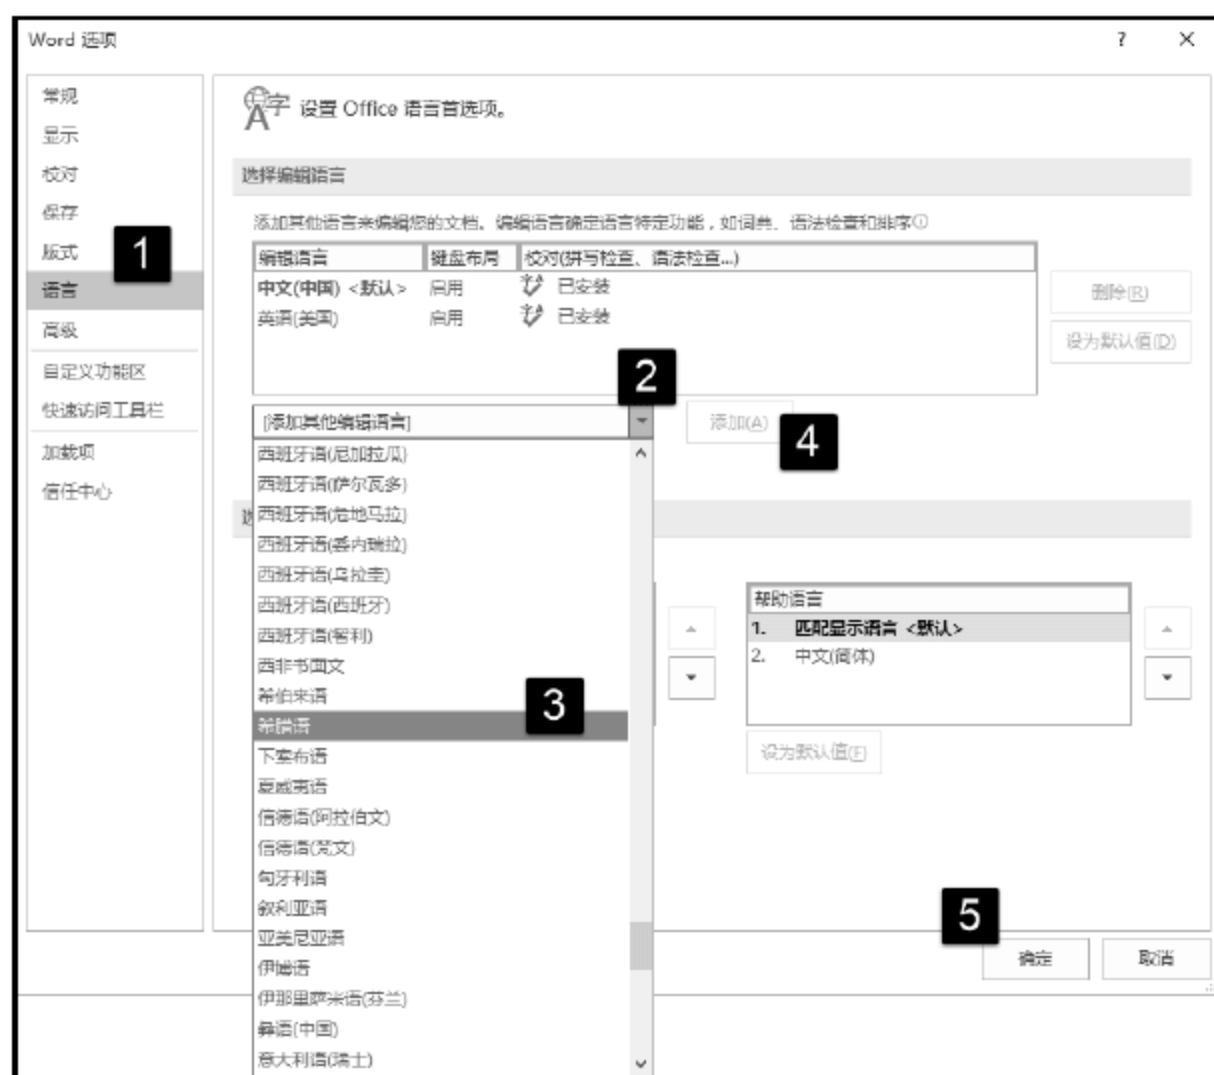 Word 选项
?
×
常规
显示
校对
保存
版式
语言
高级
自定义功能区
快速访问工具栏
加载项
信任中心
1
设置 Office 语言首选项。
选择编辑语言
添加其他语言来编辑您的文档。编辑语言确定语言特定功能，如词典、语法检查和排序
编辑语言 键盘布局 校对(拼写检查、语法检查...)
中文(中国) <默认> 启用 已安装
英语(美国) 启用 已安装
删除(R)
设为默认值(D)
2
[添加其他编辑语言]
添加(A)
4
西班牙语(尼加拉瓜)
西班牙语(萨尔瓦多)
西班牙语(危地马拉)
西班牙语(委内瑞拉)
西班牙语(乌拉圭)
西班牙语(西班牙)
西班牙语(智利)
西非书面文
希伯来语
希腊语
3
下索布语
夏威夷语
信德语(阿拉伯文)
信德语(梵文)
匈牙利语
叙利亚语
亚美尼亚语
伊博语
伊那里萨米语(芬兰)
彝语(中国)
意大利语(瑞士)
帮助语言
1. 匹配显示语言 <默认>
2. 中文(简体)
设为默认值(F)
5
确定
取消